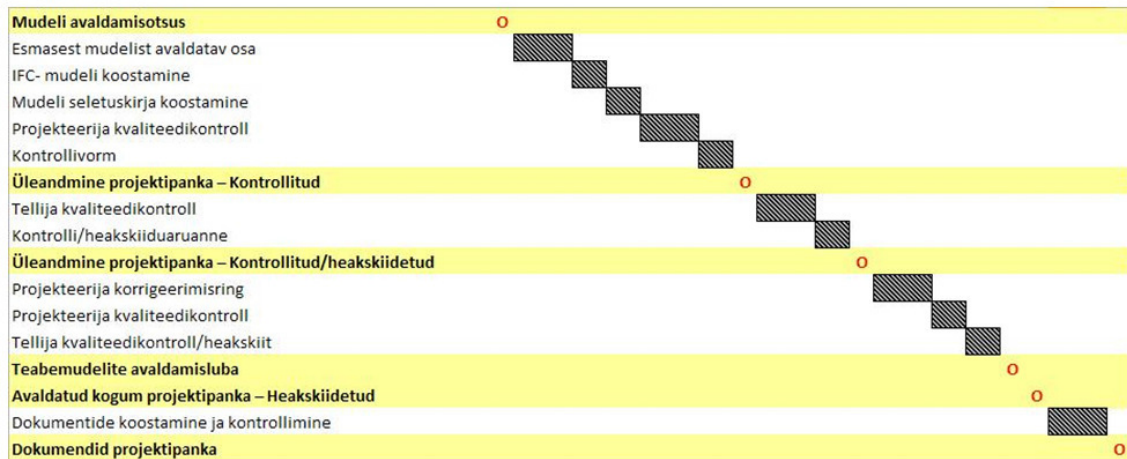 Mudeli avaldamisotsus O
Esmasest mudelist avaldatav osa
IFC- mudeli koostamine
Mudeli seletuskirja koostamine
Projekteerija kvaliteedikontroll
Kontrollivorm
Üleandmine projektipanka – Kontrollitud O
Tellija kvaliteedikontroll
Kontrolli/heakskiiduaruanne
Üleandmine projektipanka – Kontrollitud/heakskiidetud O
Projekteerija korrigeerimisring
Projekteerija kvaliteedikontroll
Tellija kvaliteedikontroll/heakskiit
Teabemudelite avaldamisluba O
Avaldatud kogum projektipanka – Heakskiidetud O
Dokumentide koostamine ja kontrollimine
Dokumendid projektipanka O